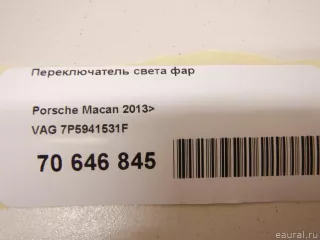 Переключатель света фар
Porsche Macan 2013>
VAG 7P5941531F
70 646 845
eaural.ru